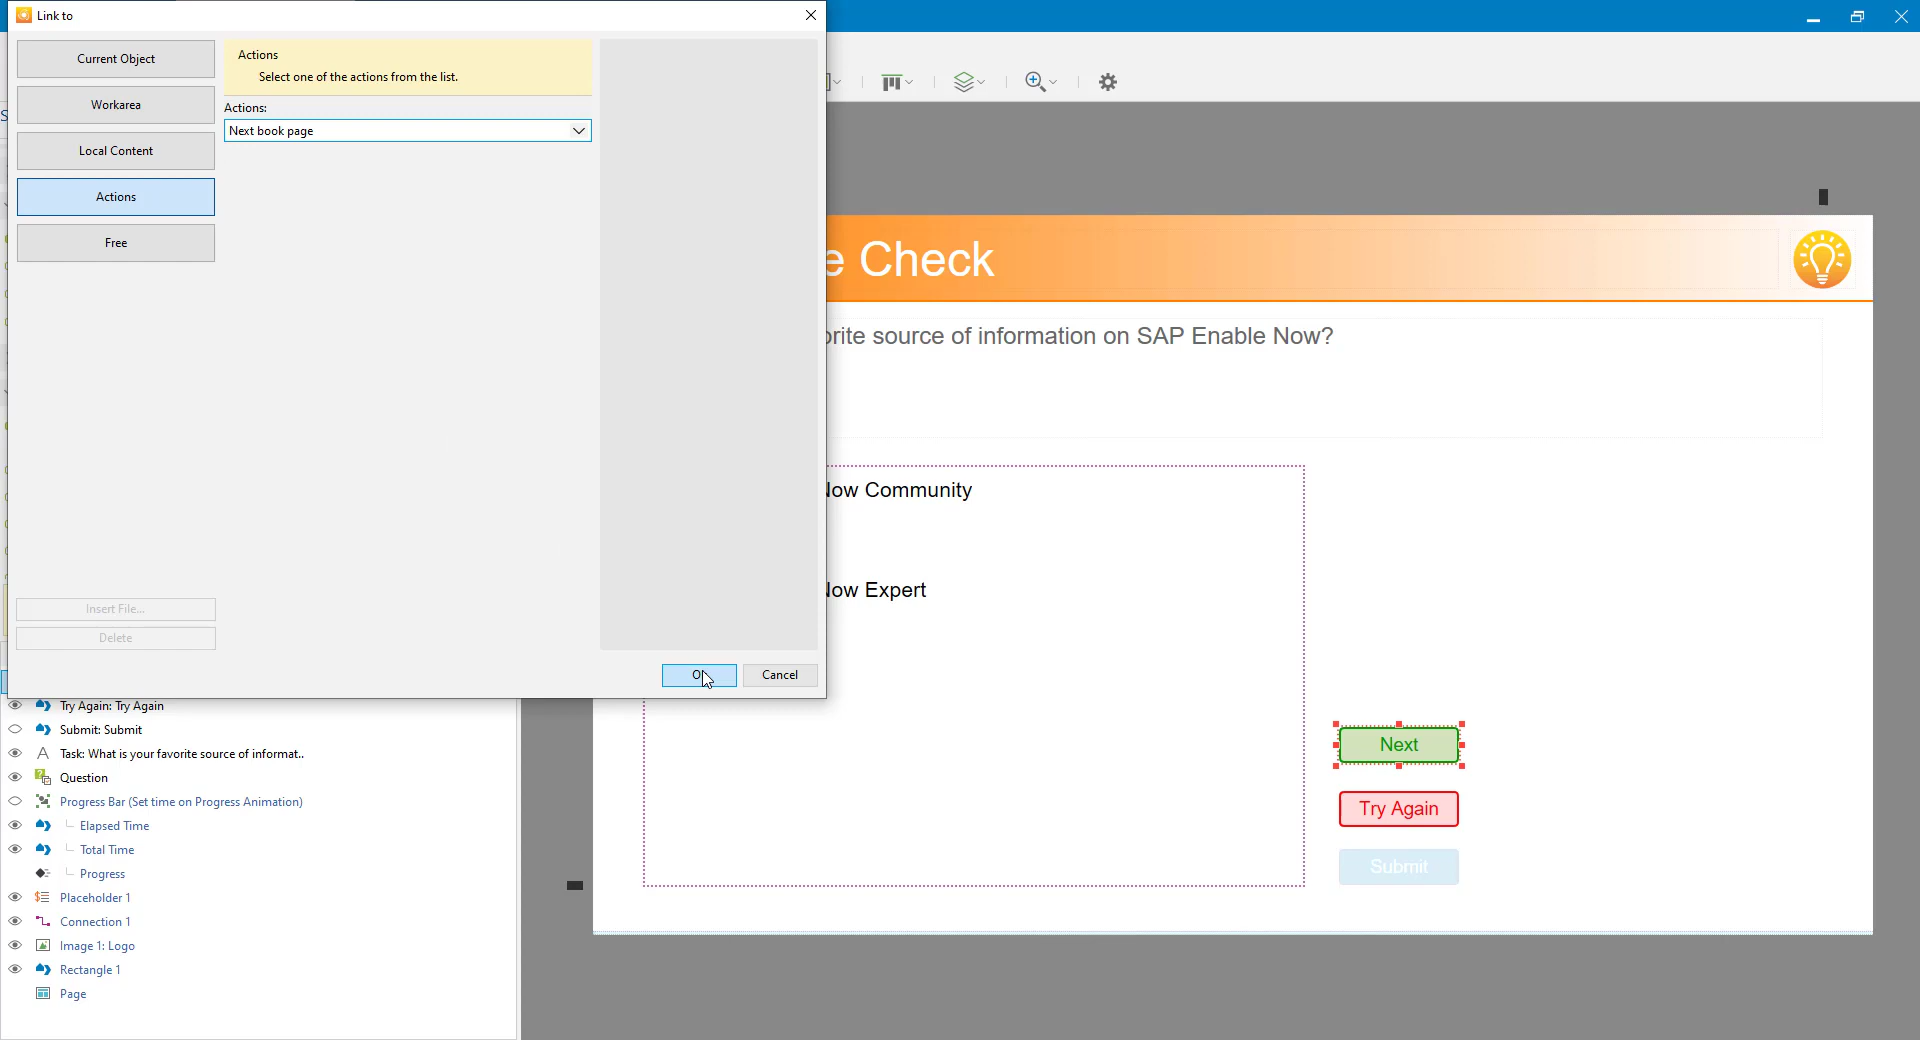 Link to
Current Object
Workarea
Local Content
Actions
Free
Actions
Select one of the actions from the list.
Actions:
Next book page
Insert File...
Delete
Cancel
Check
source of information on SAP Enable Now?
Community
Expert
Next
Try Again
Submit
Try Again: Try Again
Submit: Submit
Task: What is your favorite source of informat..
Question
Progress Bar (Set time on Progress Animation)
Elapsed Time
Total Time
Progress
Placeholder 1
Connection 1
Image 1: Logo
Rectangle 1
Page